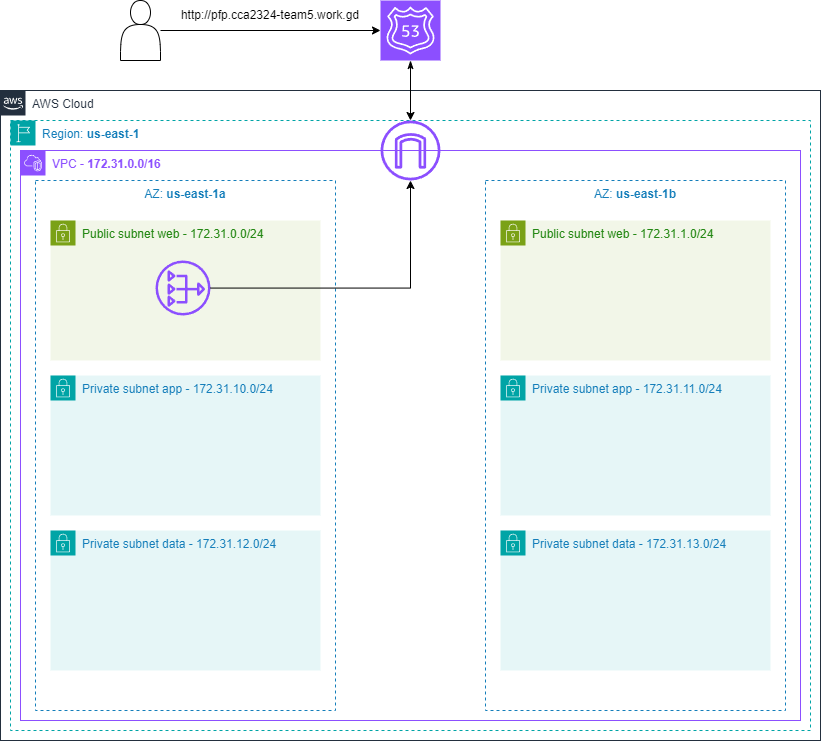 http://pfp.cca2324-team5.work.gd
53
aws
AWS Cloud
Region: us-east-1
VPC - 172.31.0.0/16
AZ: us-east-1a
AZ: us-east-1b
Public subnet web - 172.31.0.0/24
Public subnet web - 172.31.1.0/24
Private subnet app - 172.31.10.0/24
Private subnet app - 172.31.11.0/24
Private subnet data - 172.31.12.0/24
Private subnet data - 172.31.13.0/24